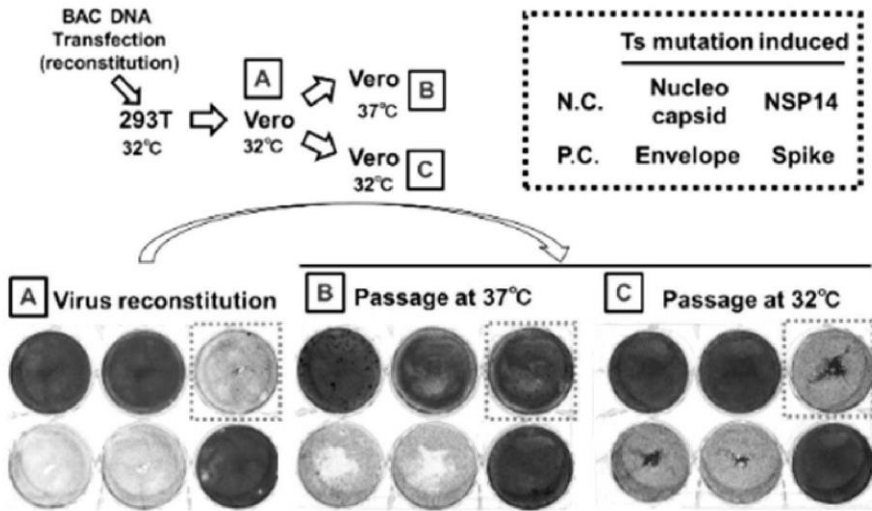 BAC DNA
Transfection
(reconstitution)
293T
32℃
A
Vero
32℃
Vero
37℃
B
Vero
32℃
C
Ts mutation induced
N.C.
Nucleo
capsid
NSP14
P.C.
Envelope
Spike
A Virus reconstitution
B Passage at 37℃
C Passage at 32℃